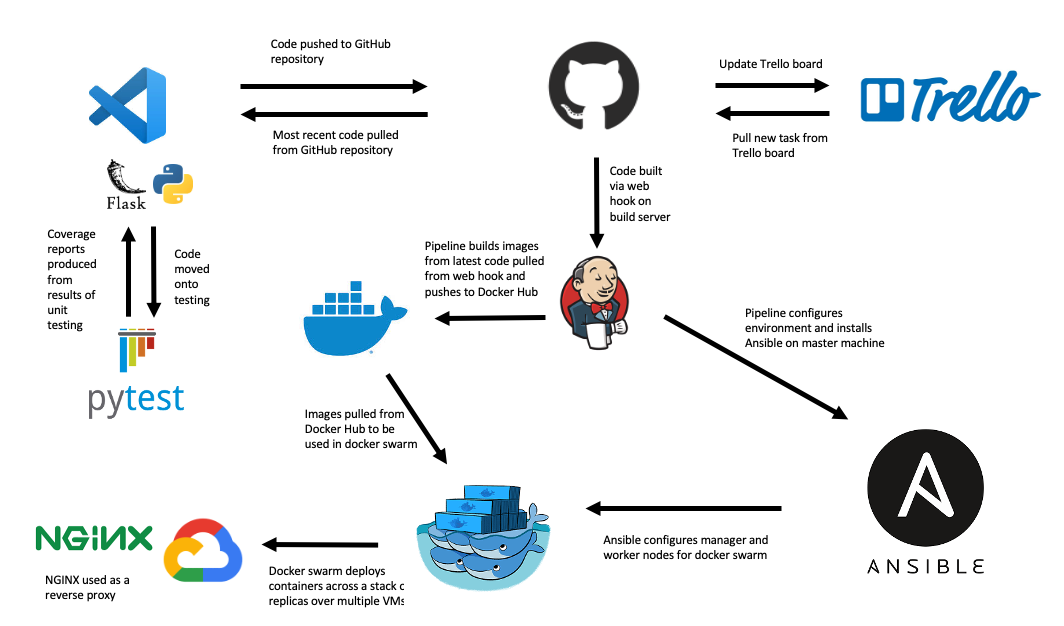 Code pushed to GitHub
repository
Update Trello board
Trello
Most recent code pulled
from GitHub repository
Pull new task from
Trello board
Flask
Code built
via web
hook on
build server
Coverage
reports
produced
from
results of
unit
testing
Code
moved
onto
testing
Pipeline builds images
from latest code pulled
from web hook and
pushes to Docker Hub
Pipeline configures
environment and installs
Ansible on master machine
pytest
Images pulled from
Docker Hub to be
used in docker swarm
NGINX
NGINX used as a
reverse proxy
Docker swarm deploys
containers across a stack o
replicas over multiple VMs
Ansible configures manager and
worker nodes for docker swarm
ANSIBLE